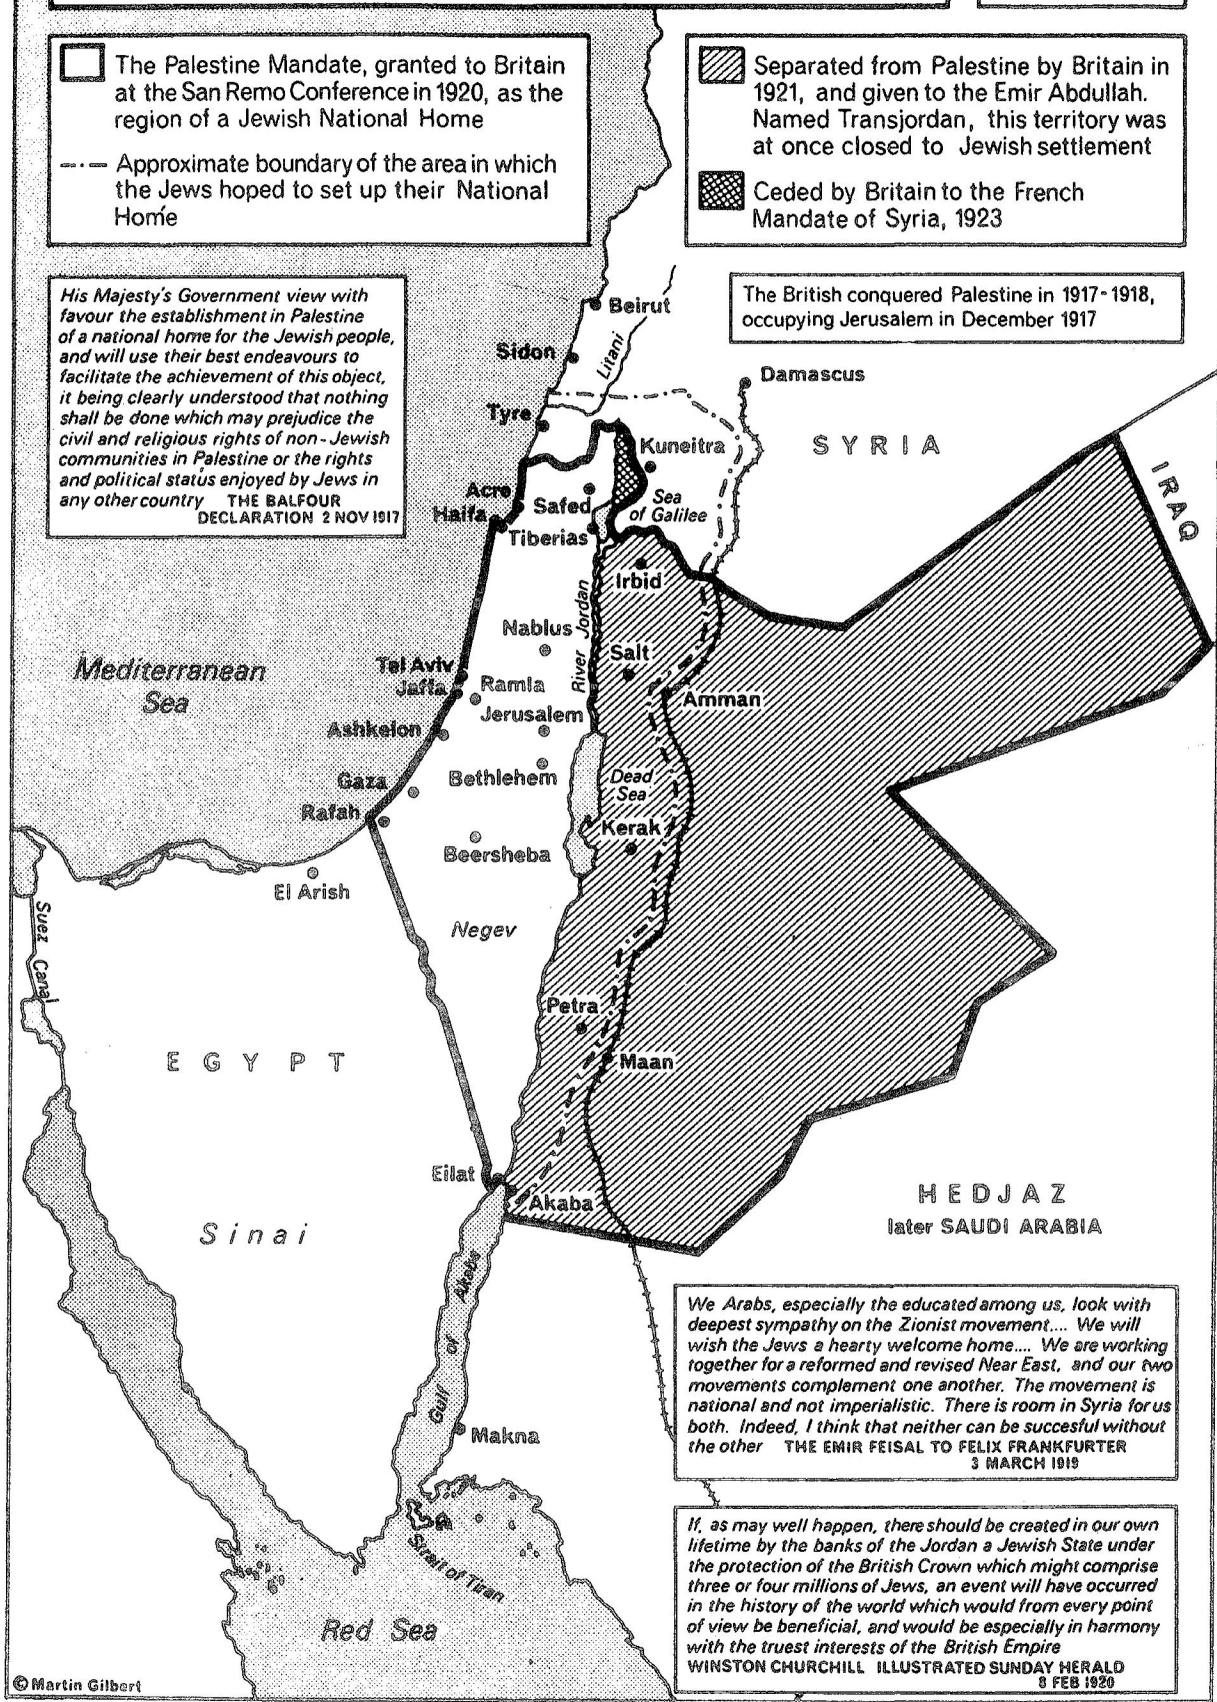 The Palestine Mandate, granted to Britain
at the San Remo Conference in 1920, as the
region of a Jewish National Home
Approximate boundary of the area in which
the Jews hoped to set up their National
Home
Separated from Palestine by Britain in
1921, and given to the Emir Abdullah.
Named Transjordan, this territory was
at once closed to Jewish settlement
Ceded by Britain to the French
Mandate of Syria, 1923
His Majesty's Government view with
favour the establishment in Palestine
of a national home for the Jewish people,
and will use their best endeavours to
facilitate the achievement of this object,
it being clearly understood that nothing
shall be done which may prejudice the
civil and religious rights of non-Jewish
communities in Palestine or the rights
and political status enjoyed by Jews in
any other country THE BALFOUR
DECLARATION 2 NOV 1917
The British conquered Palestine in 1917-1918,
occupying Jerusalem in December 1917
Beirut
Sidon
Litani
Damascus
Tyre
Kuneitra
SYRIA
IRAQ
Acre
Safed
Sea
of Galilee
Haifa
Tiberias
Irbid
River Jordan
Nablus
Salt
Mediterranean
Sea
Tel Aviv
Jaffa
Ramla
Amman
Jerusalem
Ashkelon
Bethlehem
Dead
Sea
Gaza
Rafah
Kerak
Beersheba
El Arish
Suez Canal
Negev
Petra
EGYPT
Maan
Eilat
Akaba
HEDJAZ
later SAUDI ARABIA
Sinai
Gulf of Akaba
Makna
We Arabs, especially the educated among us, look with
deepest sympathy on the Zionist movement.... We will
wish the Jews a hearty welcome home.... We are working
together for a reformed and revised Near East, and our two
movements complement one another. The movement is
national and not imperialistic. There is room in Syria for us
both. Indeed, I think that neither can be succesful without
the other THE EMIR FEISAL TO FELIX FRANKFURTER
3 MARCH 1919
Strait of Tiran
Red Sea
If, as may well happen, there should be created in our own
lifetime by the banks of the Jordan a Jewish State under
the protection of the British Crown which might comprise
three or four millions of Jews, an event will have occurred
in the history of the world which would from every point
of view be beneficial, and would be especially in harmony
with the truest interests of the British Empire
WINSTON CHURCHILL ILLUSTRATED SUNDAY HERALD
8 FEB 1920
© Martin Gilbert